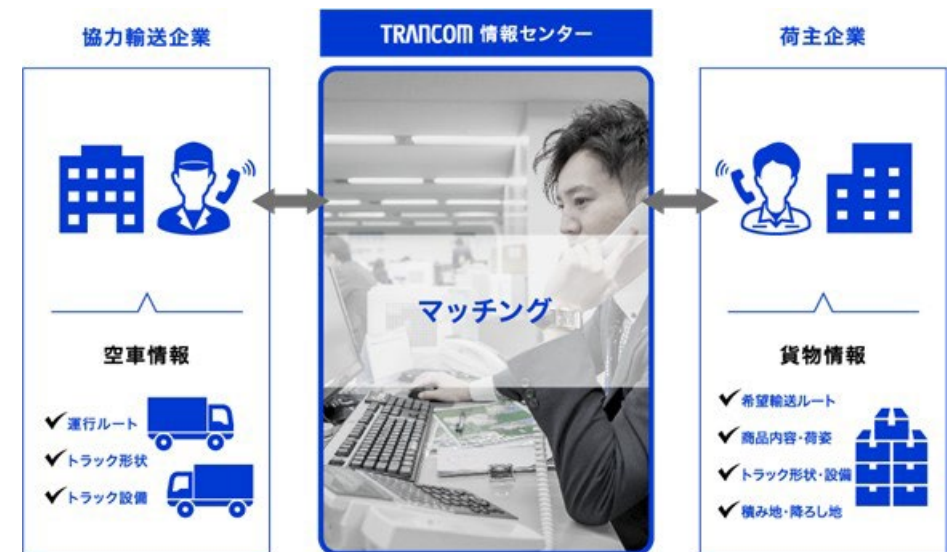 協力輸送企業
TRANCOM 情報センター
荷主企業
マッチング
空車情報
✔運行ルート
✔トラック形状
✔トラック設備
貨物情報
✔希望輸送ルート
✔商品内容・荷姿
✔トラック形状・設備
✔積み地・降ろし地